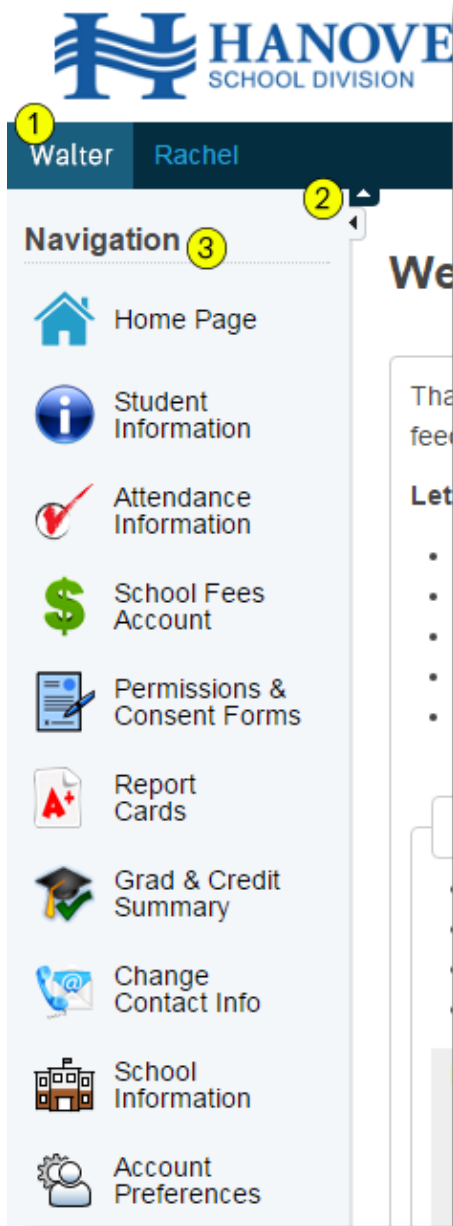 HANOVE
SCHOOL DIVISION
1
Walter Rachel
2
Navigation 3
We
Home Page
Tha
Student
Information
feed
Let
Attendance
Information
School Fees
Account
Permissions &
Consent Forms
Report
Cards
A+
Grad & Credit
Summary
Change
Contact Info
@
School
Information
Account
Preferences